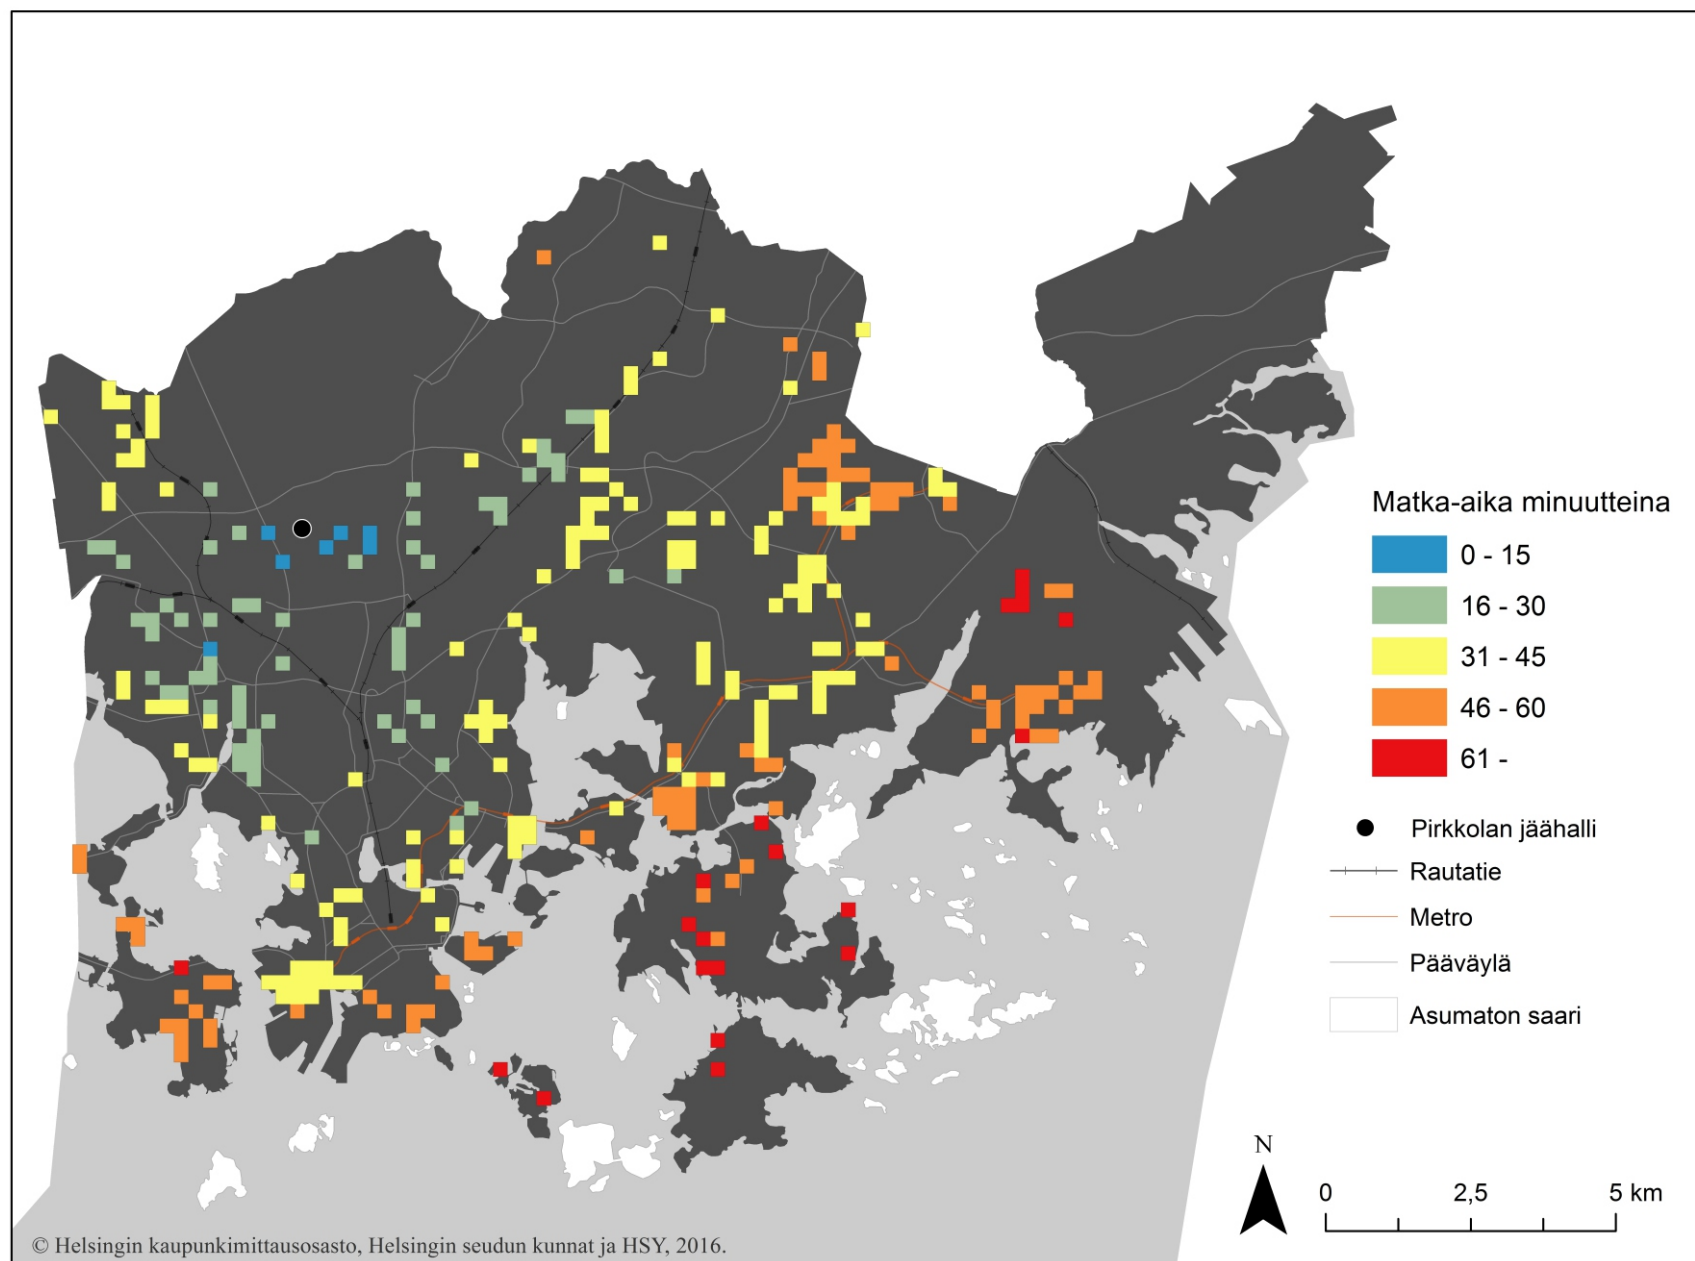 Matka-aika minuutteina
0 - 15
16 - 30
31 - 45
46 - 60
61 -
Pirkkolan jäähalli
Rautatie
Metro
Pääväylä
Asumaton saari
N
0 2,5 5 km
© Helsingin kaupunkimittausosasto, Helsingin seudun kunnat ja HSY, 2016.